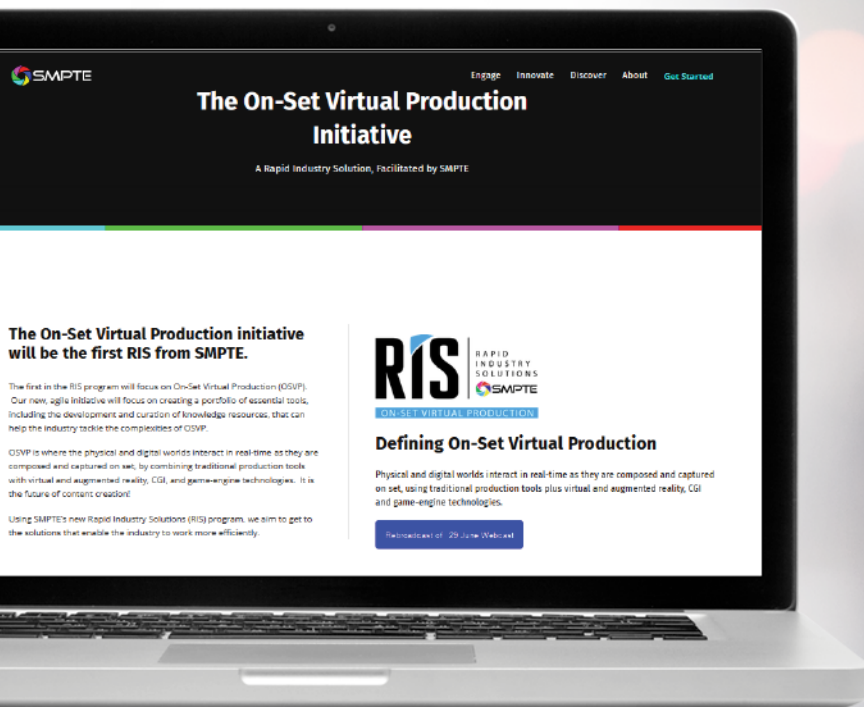 SMPTE
Engage Innovate Discover About Get Started
The On-Set Virtual Production
Initiative
A Rapid Industry Solution, Facilitated by SMPTE
The On-Set Virtual Production initiative
will be the first RIS from SMPTE.
The first in the RIS program will focus on On-Set Virtual Production (OSVP).
Our new, agile initiative will focus on creating a portfolio of essential tools,
including the development and curation of knowledge resources, that can
help the industry tackle the complexities of OSVP.
OSVP is where the physical and digital worlds interact in real-time as they are
composed and captured on set, by combining traditional production tools
with virtual and augmented reality, CGI, and game-engine technologies. It is
the future of content creation!
Using SMPTE's new Rapid Industry Solutions (RIS) program, we aim to get to
the solutions that enable the industry to work more efficiently.
RIS
RAPID
INDUSTRY
SOLUTIONS
SMPTE
ON-SET VIRTUAL PRODUCTION
Defining On-Set Virtual Production
Physical and digital worlds interact in real-time as they are composed and captured
on set, using traditional production tools plus virtual and augmented reality, CGI
and game-engine technologies.
Rebroadcast of 29 June Webcast